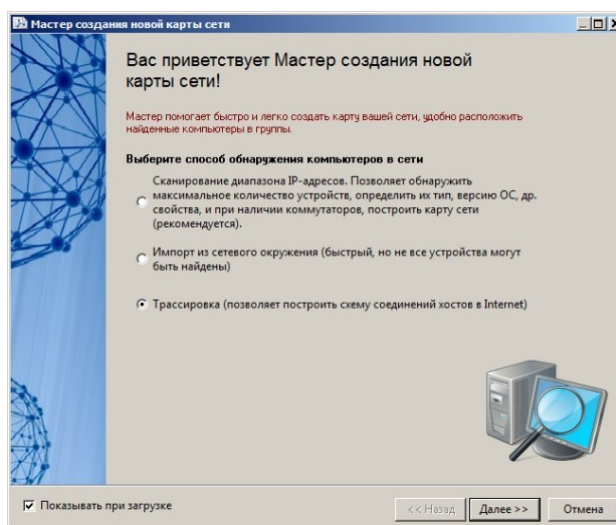 Мастер создания новой карты сети
Вас приветствует Мастер создания новой
карты сети!
Мастер помогает быстро и легко создать карту вашей сети, удобно расположить
найденные компьютеры в группы.
Выберите способ обнаружения компьютеров в сети
Сканирование диапазона IP-адресов. Позволяет обнаружить
максимальное количество устройств, определить их тип, версию ОС, др.
свойства, и при наличии коммутаторов, построить карту сети
(рекомендуется).
Импорт из сетевого окружения (быстрый, но не все устройства могут
быть найдены)
Трассировка (позволяет построить схему соединений хостов в Internet)
Показывать при загрузке
<< Назад
Далее >>
Отмена